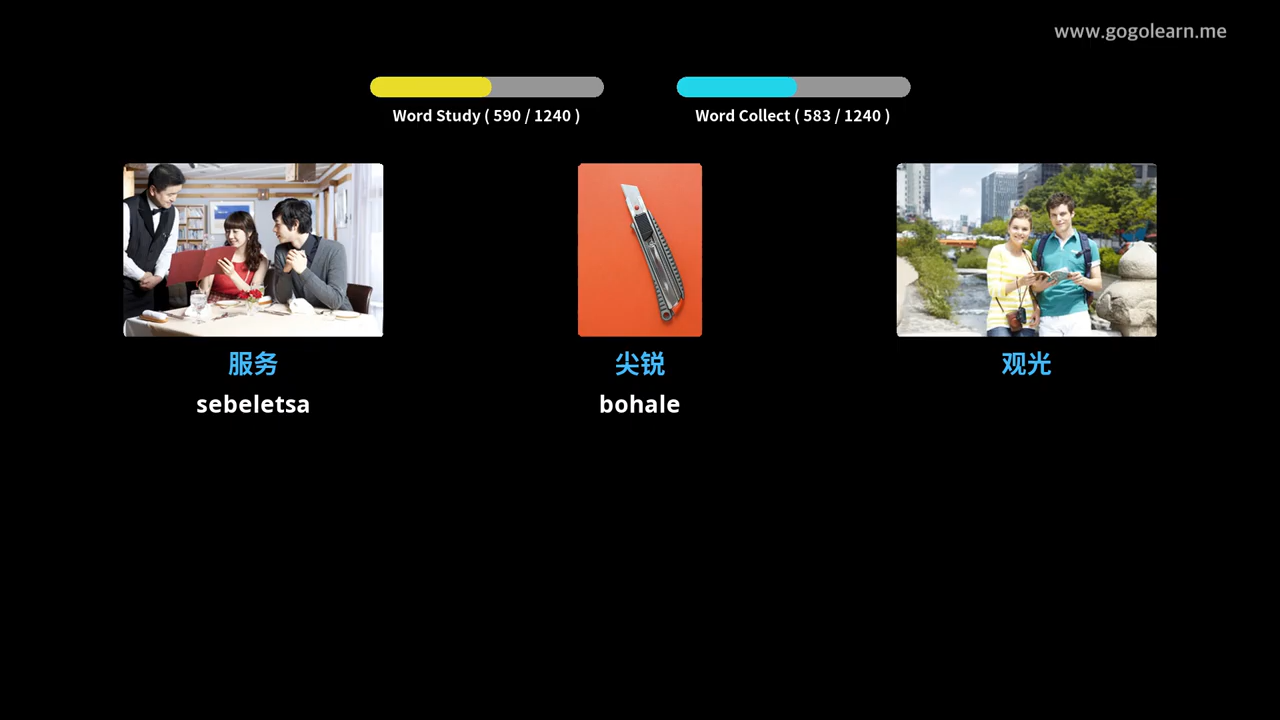 www.gogolearn.me
Word Study ( 590 / 1240 )
Word Collect ( 583 / 1240 )
服务
尖锐
观光
sebeletsa
bohale